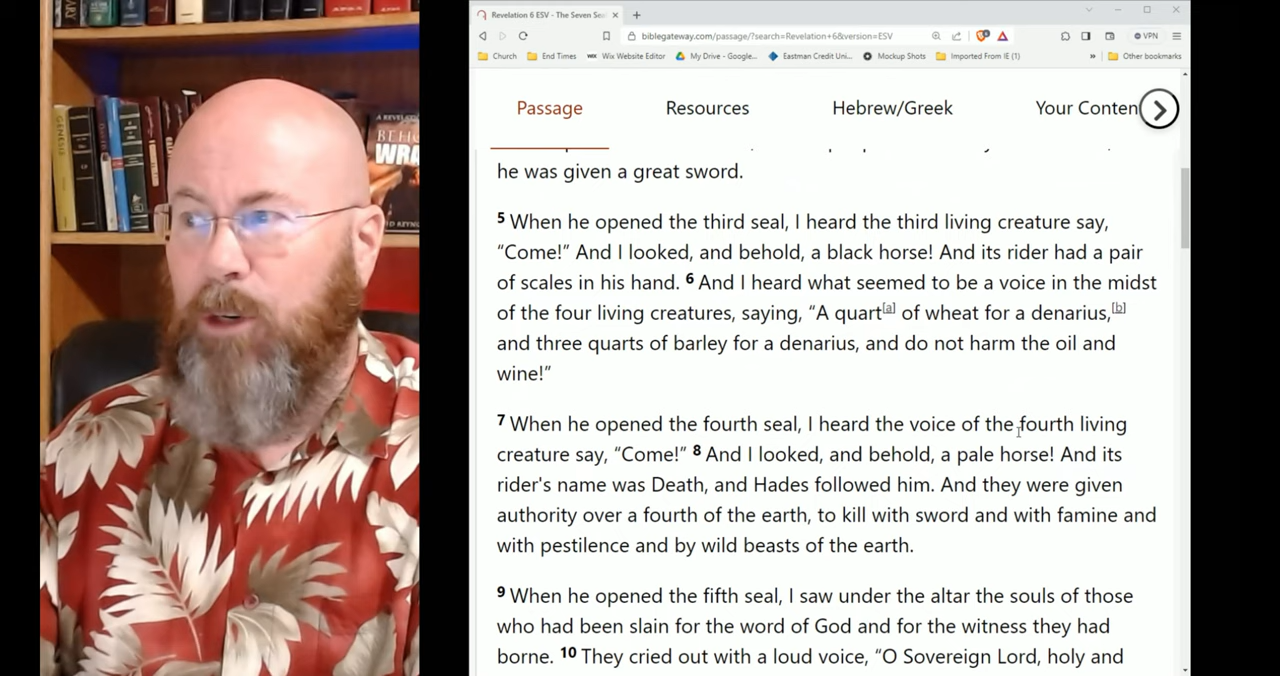 Revelation 6 ESV - The Seven Sea
biblegateway.com/passage/?search=Revelation+6&version=ESV
VPN
Church
End Times
WIX Wix Website Editor
My Drive - Google...
Eastman Credit Uni...
Mockup Shots
Imported From IE (1)
Other bookmarks
Passage
Resources
Hebrew/Greek
Your Conten
he was given a great sword.
5 When he opened the third seal, I heard the third living creature say,
“Come!” And I looked, and behold, a black horse! And its rider had a pair
of scales in his hand. 6 And I heard what seemed to be a voice in the midst
of the four living creatures, saying, “A quart[a] of wheat for a denarius,[b]
and three quarts of barley for a denarius, and do not harm the oil and
wine!”
7 When he opened the fourth seal, I heard the voice of the fourth living
creature say, “Come!” 8 And I looked, and behold, a pale horse! And its
rider's name was Death, and Hades followed him. And they were given
authority over a fourth of the earth, to kill with sword and with famine and
with pestilence and by wild beasts of the earth.
9 When he opened the fifth seal, I saw under the altar the souls of those
who had been slain for the word of God and for the witness they had
borne. 10 They cried out with a loud voice, “O Sovereign Lord, holy and
GENESIS